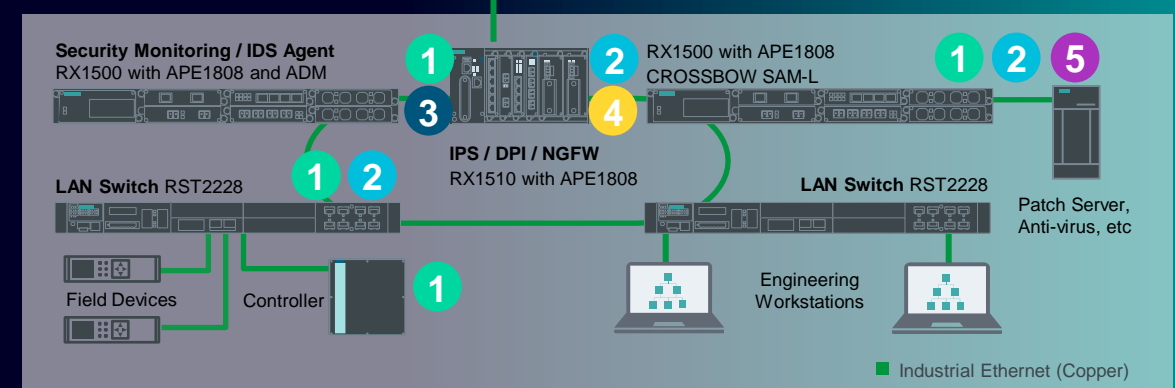 Security Monitoring / IDS Agent
RX1500 with APE1808 and ADM
1
3
2
4
RX1500 with APE1808
CROSSBOW SAM-L
1
2
5
IPS / DPI / NGFW
RX1510 with APE1808
LAN Switch RST2228
1
2
LAN Switch RST2228
Patch Server,
Anti-virus, etc
Field Devices
Controller
1
Engineering
Workstations
Industrial Ethernet (Copper)